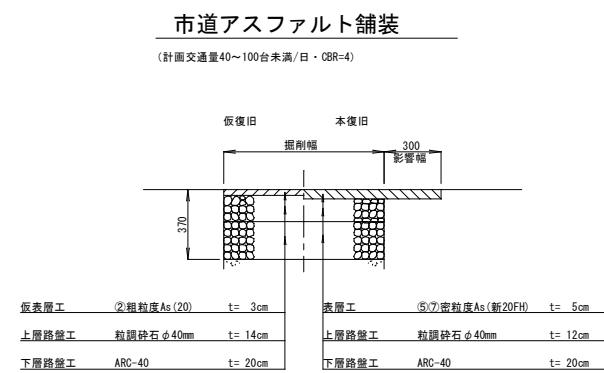 市道アスファルト舗装
(計画交通量40～100台未満/日・CBR=4)
仮復旧 本復旧
掘削幅 300
影響幅
370
仮表層工 ②粗粒度As(20) t= 3cm
上層路盤工 粒調砕石φ40mm t= 14cm
下層路盤工 ARC-40 t= 20cm
表層工 ⑤⑦密粒度As(新20FH) t= 5cm
上層路盤工 粒調砕石φ40mm t= 12cm
下層路盤工 ARC-40 t= 20cm